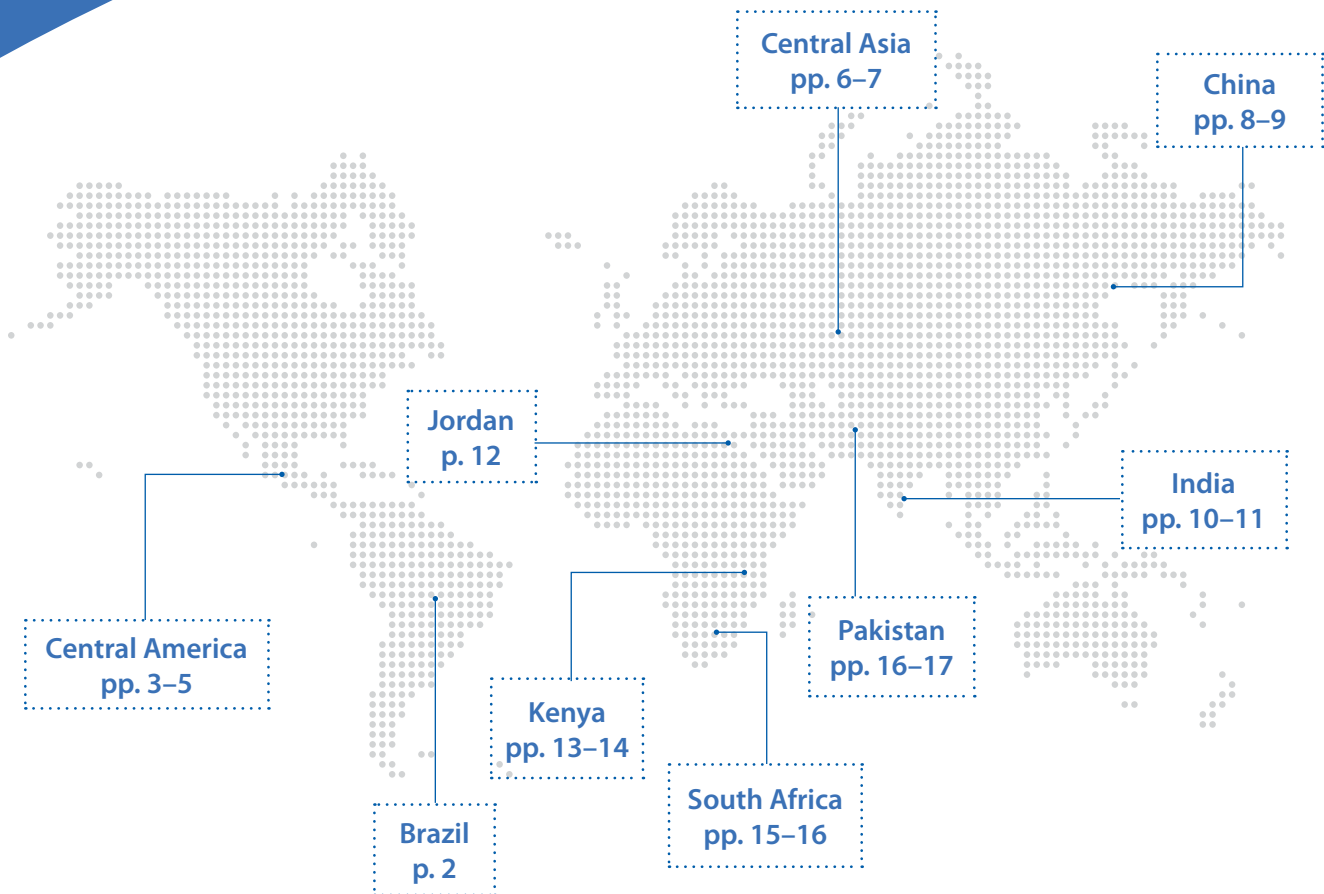 Central Asia
pp. 6–7
China
pp. 8–9
Jordan
p. 12
India
pp. 10–11
Central America
pp. 3–5
Pakistan
pp. 16–17
Kenya
pp. 13–14
South Africa
pp. 15–16
Brazil
p. 2